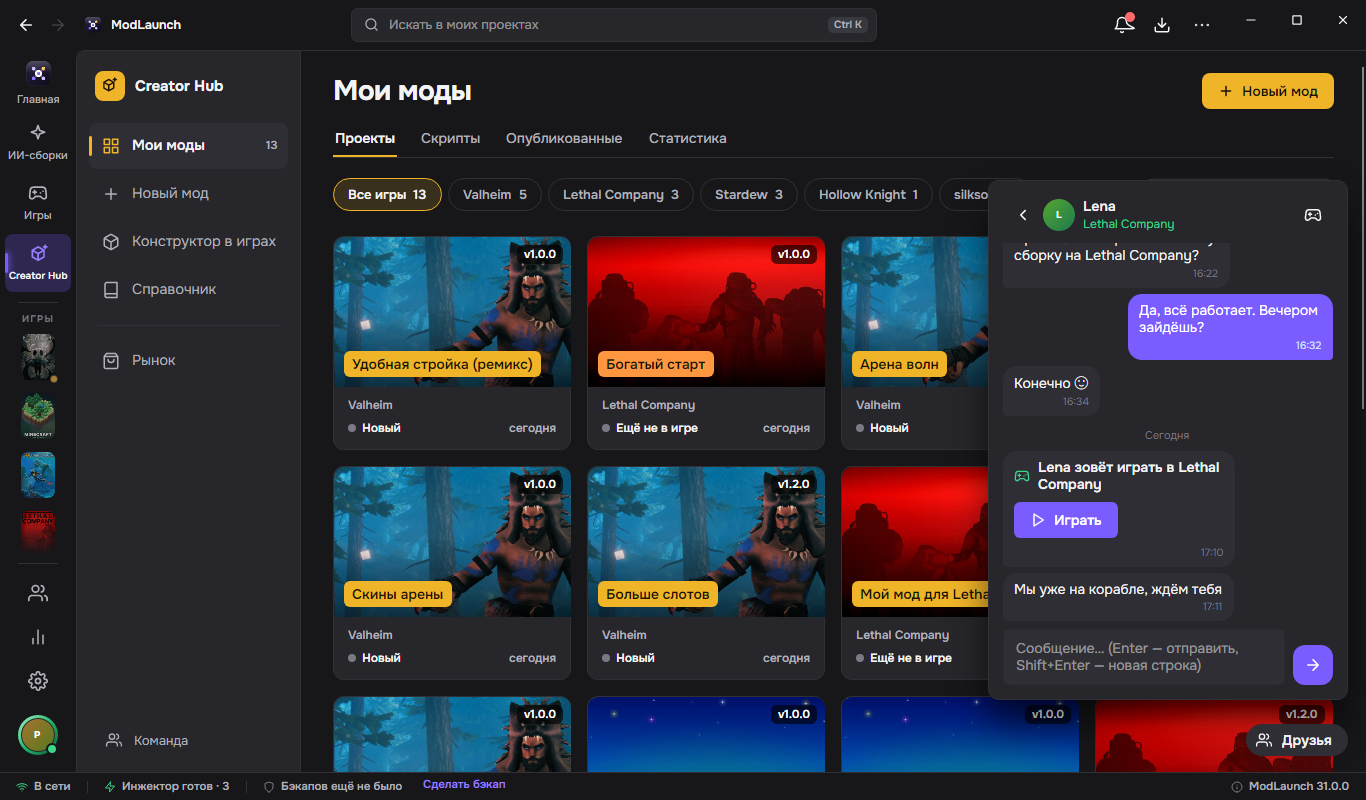 ModLaunch
Искать в моих проектах
Ctrl K
Главная
ИИ-сборки
Игры
Creator Hub
ИГРЫ
MINECRAFT
LETHAL
COMPANY
P
Creator Hub
Мои моды 13
Новый мод
Конструктор в играх
Справочник
Рынок
Команда
Мои моды
Новый мод
Проекты
Скрипты
Опубликованные
Статистика
Все игры 13
Valheim 5
Lethal Company 3
Stardew 3
Hollow Knight 1
silkso
v1.0.0
Удобная стройка (ремикс)
Valheim
Новый
сегодня
v1.0.0
Богатый старт
Lethal Company
Ещё не в игре
сегодня
Арена волн
Valheim
Новый
v1.0.0
Скины арены
Valheim
Новый
сегодня
v1.2.0
Больше слотов
Valheim
Новый
сегодня
Мой мод для Letha
Lethal Company
Ещё не в игре
v1.0.0
v1.0.0
v1.0.0
v1.2.0
L
Lena
Lethal Company
сборку на Lethal Company?
16:22
Да, всё работает. Вечером
зайдёшь?
16:32
Конечно
16:34
Сегодня
Lena зовёт играть в Lethal
Company
Играть
17:10
Мы уже на корабле, ждём тебя
17:11
Сообщение... (Enter — отправить,
Shift+Enter — новая строка)
Друзья
В сети
Инжектор готов · 3
Бэкапов ещё не было
Сделать бэкап
ModLaunch 31.0.0